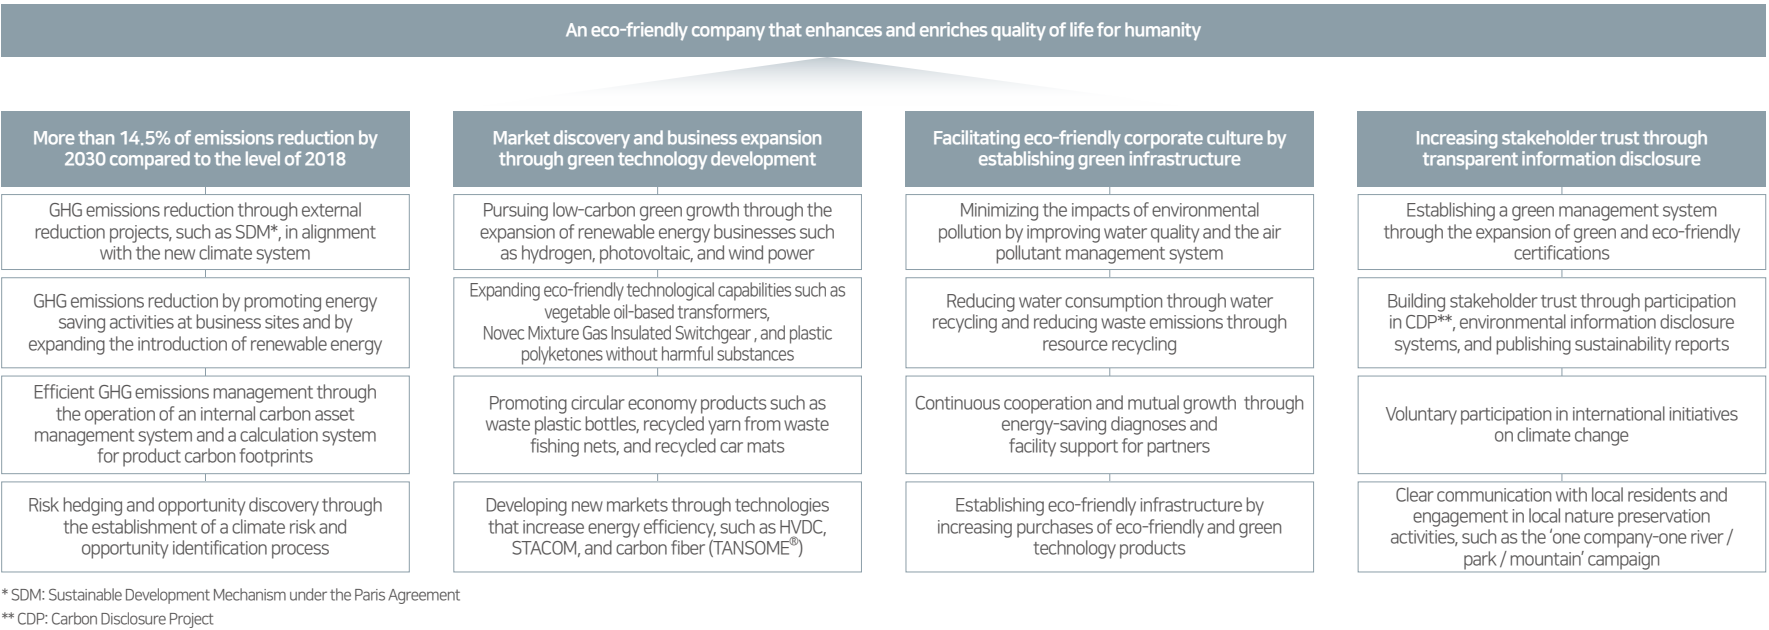 An eco-friendly company that enhances and enriches quality of life for humanity
More than 14.5% of emissions reduction by
2030 compared to the level of 2018
GHG emissions reduction through external
reduction projects, such as SDM*, in alignment
with the new climate system
GHG emissions reduction by promoting energy
saving activities at business sites and by
expanding the introduction of renewable energy
Efficient GHG emissions management through
the operation of an internal carbon asset
management system and a calculation system
for product carbon footprints
Risk hedging and opportunity discovery through
the establishment of a climate risk and
opportunity identification process
Market discovery and business expansion
through green technology development
Pursuing low-carbon green growth through the
expansion of renewable energy businesses such
as hydrogen, photovoltaic, and wind power
Expanding eco-friendly technological capabilities such as
vegetable oil-based transformers,
Novec Mixture Gas Insulated Switchgear , and plastic
polyketones without harmful substances
Promoting circular economy products such as
waste plastic bottles, recycled yarn from waste
fishing nets, and recycled car mats
Developing new markets through technologies
that increase energy efficiency, such as HVDC,
STACOM, and carbon fiber (TANSOME®)
Facilitating eco-friendly corporate culture by
establishing green infrastructure
Minimizing the impacts of environmental
pollution by improving water quality and the air
pollutant management system
Reducing water consumption through water
recycling and reducing waste emissions through
resource recycling
Continuous cooperation and mutual growth through
energy-saving diagnoses and
facility support for partners
Establishing eco-friendly infrastructure by
increasing purchases of eco-friendly and green
technology products
Increasing stakeholder trust through
transparent information disclosure
Establishing a green management system
through the expansion of green and eco-friendly
certifications
Building stakeholder trust through participation
in CDP**, environmental information disclosure
systems, and publishing sustainability reports
Voluntary participation in international initiatives
on climate change
Clear communication with local residents and
engagement in local nature preservation
activities, such as the ‘one company-one river /
park / mountain’ campaign
* SDM: Sustainable Development Mechanism under the Paris Agreement
** CDP: Carbon Disclosure Project